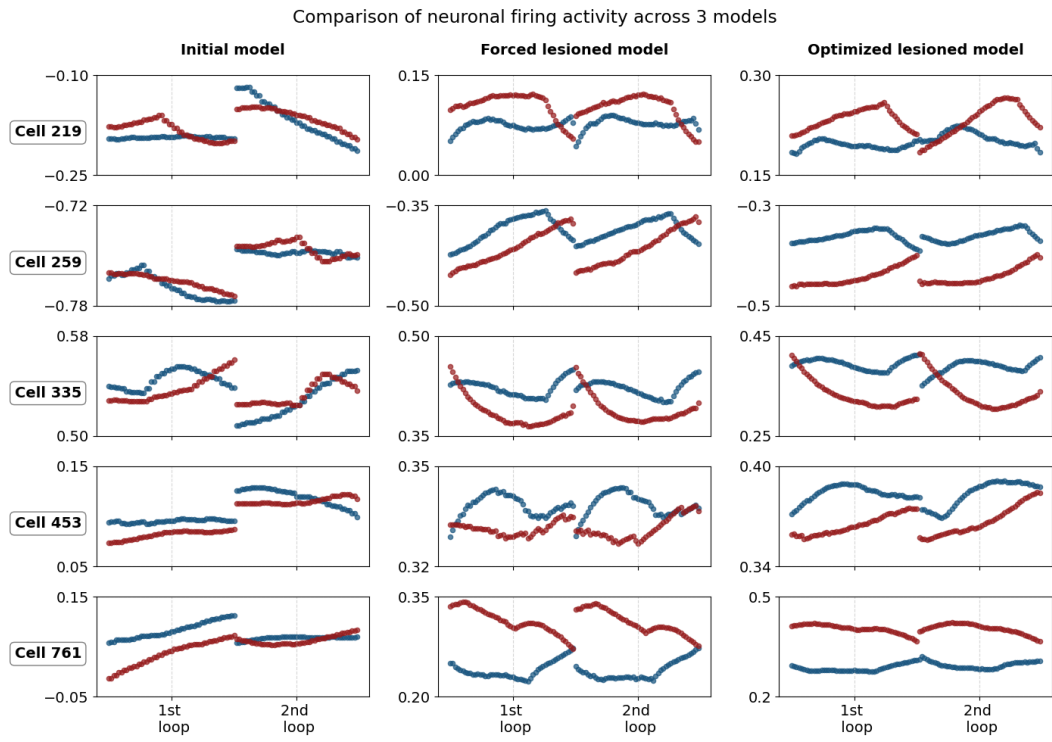 Comparison of neuronal firing activity across 3 models
Initial model
Forced lesioned model
Optimized lesioned model
Cell 219
−0.10
−0.25
0.15
0.00
0.30
0.15
Cell 259
−0.72
−0.78
−0.35
−0.50
−0.3
−0.5
Cell 335
0.58
0.50
0.50
0.35
0.45
0.25
Cell 453
0.15
0.05
0.35
0.32
0.40
0.34
Cell 761
0.15
−0.05
0.35
0.20
0.5
0.2
1st
loop
2nd
loop
1st
loop
2nd
loop
1st
loop
2nd
loop